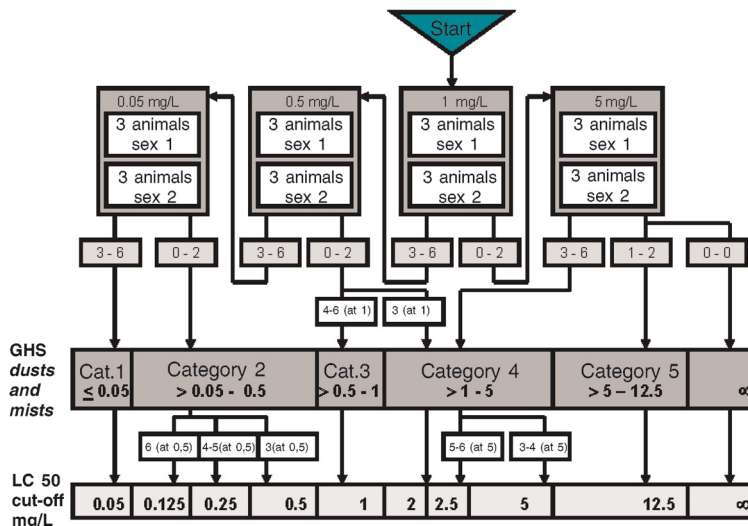 Start
0.05 mg/L
0.5 mg/L
1 mg/L
5 mg/L
3 animals
sex 1
3 animals
sex 1
3 animals
sex 1
3 animals
sex 1
3 animals
sex 2
3 animals
sex 2
3 animals
sex 2
3 animals
sex 2
3 - 6
0 - 2
3 - 6
0 - 2
3 - 6
0 - 2
3 - 6
1 - 2
0 - 0
4-6 (at 1)
3 (at 1)
GHS
dusts
and
mists
Cat.1
≤ 0.05
Category 2
> 0.05 - 0.5
Cat.3
> 0.5 - 1
Category 4
> 1 - 5
Category 5
> 5 – 12.5
∞
6 (at 0,5)
4-5(at 0,5)
3(at 0,5)
5-6 (at 5)
3-4 (at 5)
LC 50
cut-off
mg/L
0.05
0.125
0.25
0.5
1
2
2.5
5
12.5
∞